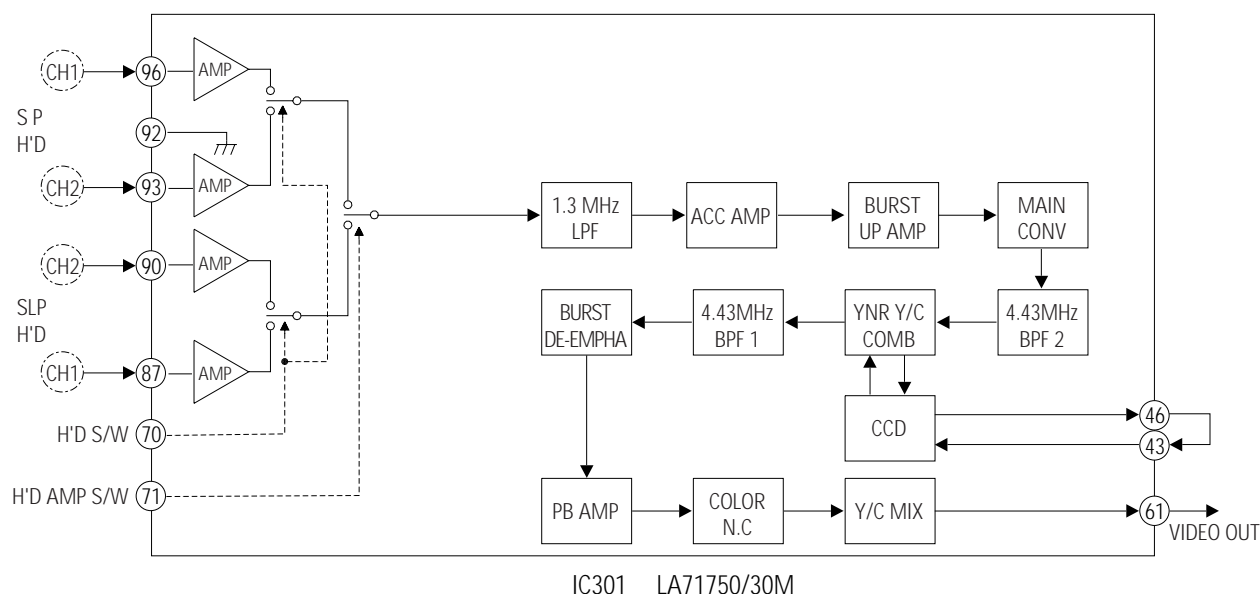 CH1
96
AMP
S P
H'D
92
CH2
93
AMP
CH2
90
AMP
SLP
H'D
CH1
87
AMP
H'D S/W
70
H'D AMP S/W
71
1.3 MHz
LPF
ACC AMP
BURST
UP AMP
MAIN
CONV
BURST
DE-EMPHA
4.43MHz
BPF 1
YNR Y/C
COMB
4.43MHz
BPF 2
CCD
46
43
PB AMP
COLOR
N.C
Y/C MIX
61
VIDEO OUT
IC301 LA71750/30M